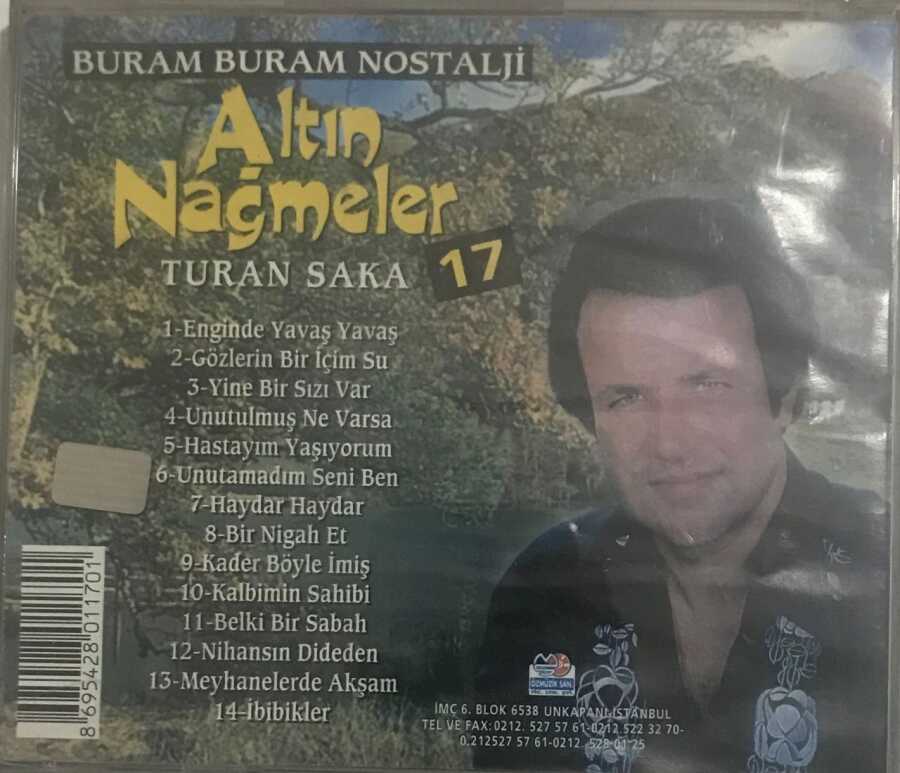 BURAM BURAM NOSTALJİ
Altın
Nağmeler
TURAN SAKA 17
1-Enginde Yavaş Yavaş
2-Gözlerin Bir İçim Su
3-Yine Bir Sızı Var
4-Unutulmuş Ne Varsa
5-Hastayım Yaşıyorum
6-Unutamadım Seni Ben
7-Haydar Haydar
8-Bir Nigah Et
9-Kader Böyle İmiş
10-Kalbimin Sahibi
11-Belki Bir Sabah
12-Nihansın Dideden
13-Meyhanelerde Akşam
14-İbibikler
8 695428 011701
ÖZMÜZİK SAN.
İMÇ 6. BLOK 6538 UNKAPANI-İSTANBUL
TEL VE FAX:0212. 527 57 61-0212.522 32 70-
0.212527 57 61-0212. 528 01 25